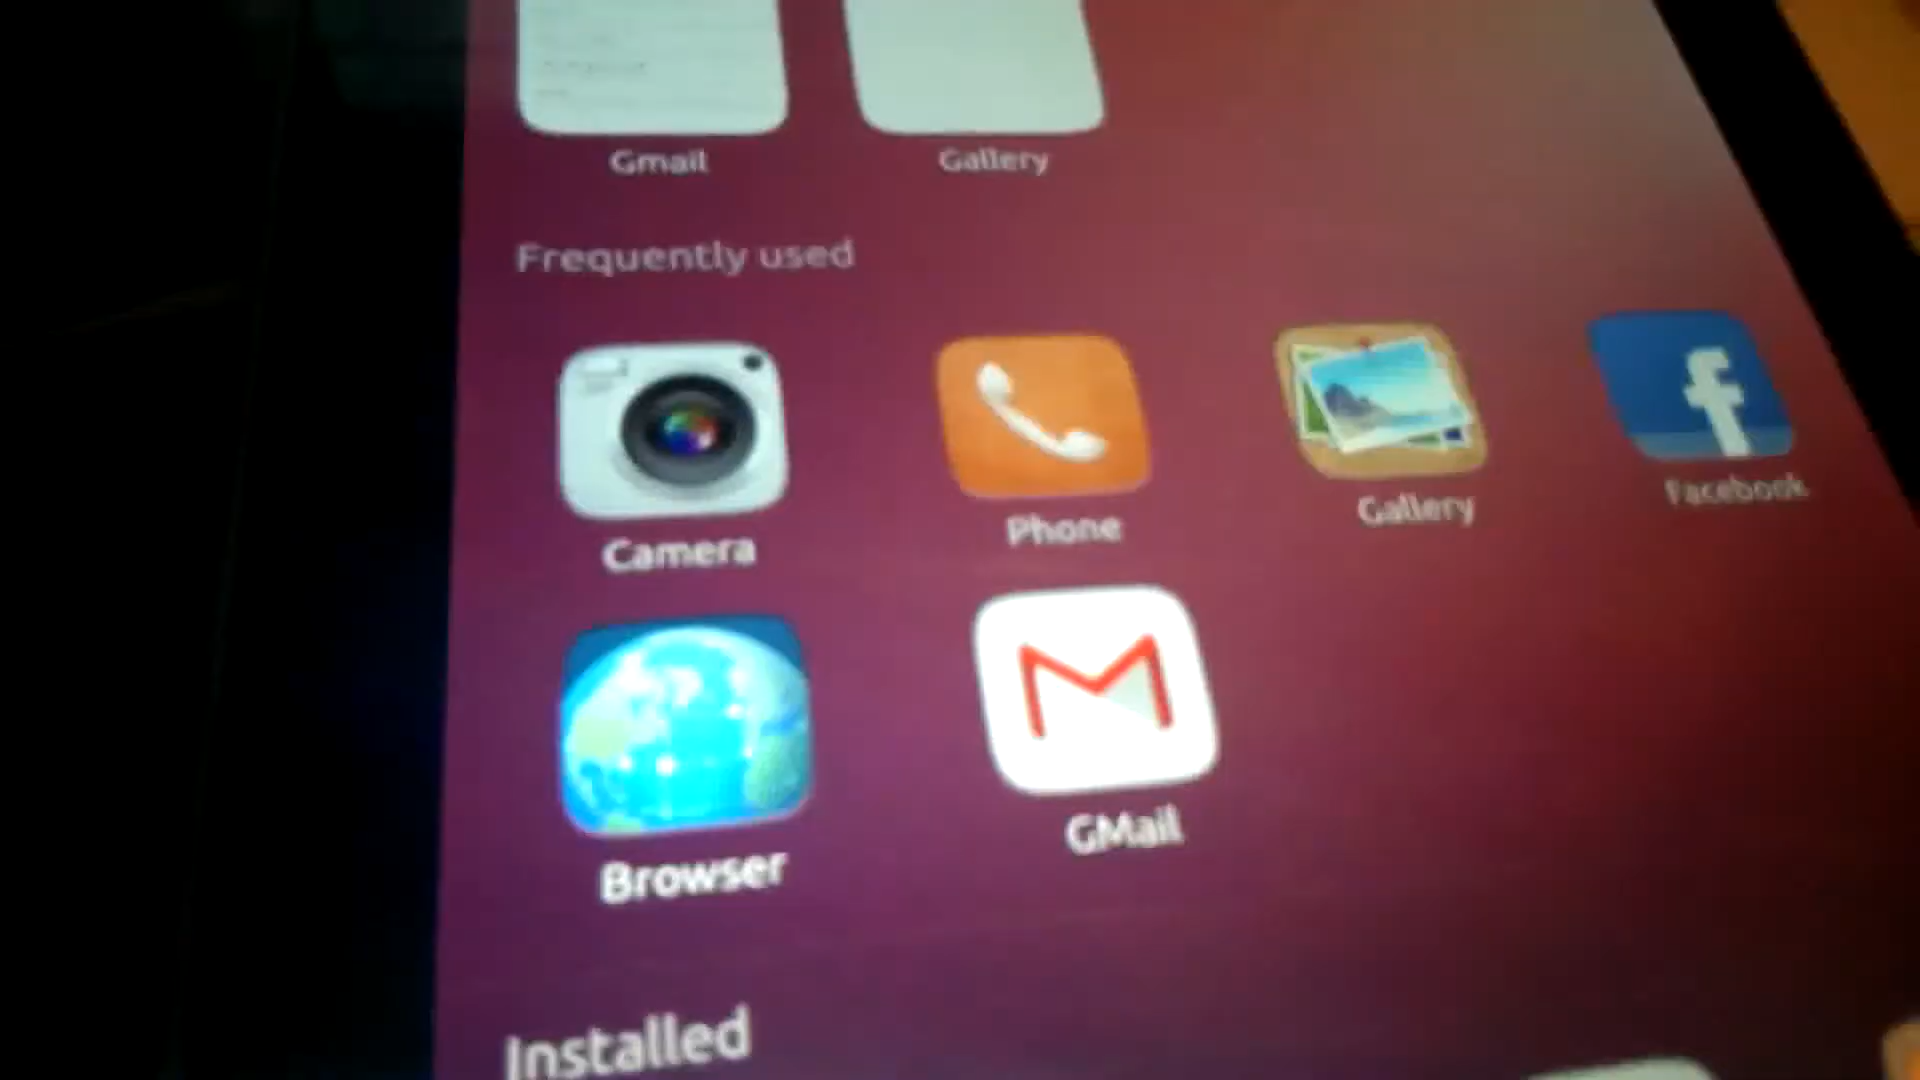 Gmail Gallery
Frequently used
Camera Phone Gallery Facebook
Browser GMail
Installed